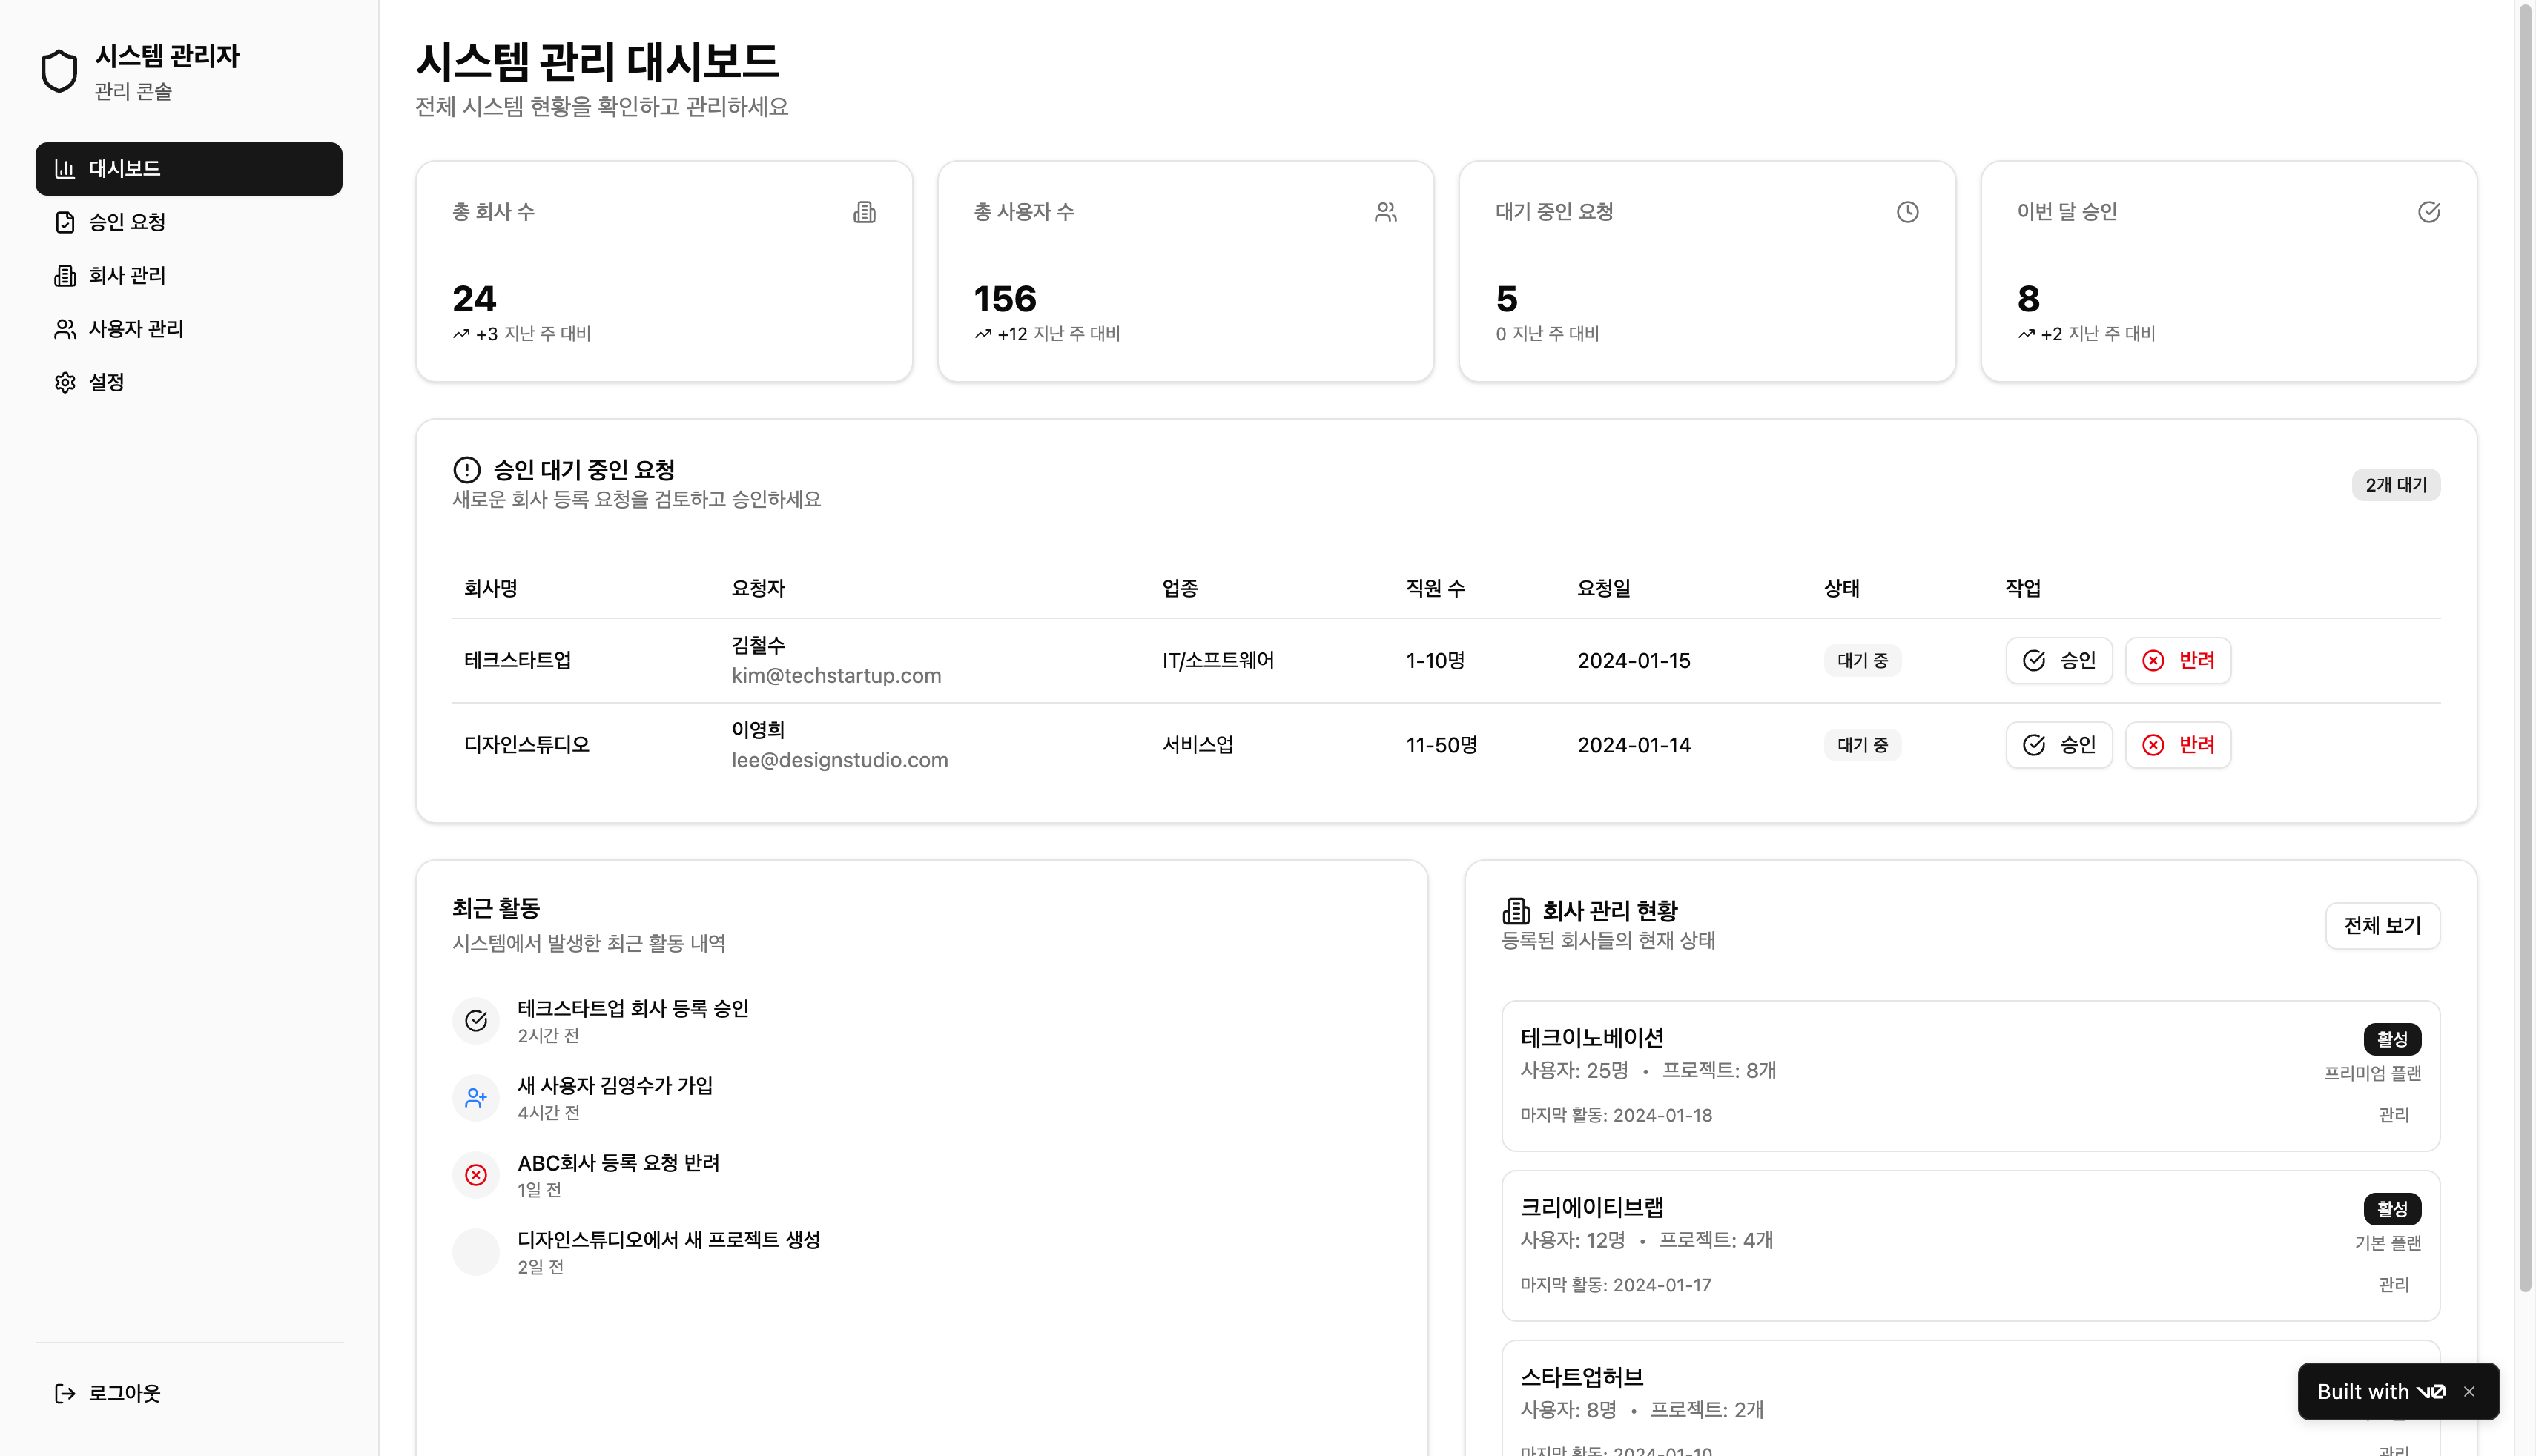 시스템 관리자
관리 콘솔
대시보드
승인 요청
회사 관리
사용자 관리
설정
로그아웃
시스템 관리 대시보드
전체 시스템 현황을 확인하고 관리하세요
총 회사 수
24
+3 지난 주 대비
총 사용자 수
156
+12 지난 주 대비
대기 중인 요청
5
0 지난 주 대비
이번 달 승인
8
+2 지난 주 대비
승인 대기 중인 요청
새로운 회사 등록 요청을 검토하고 승인하세요
2개 대기
회사명 요청자 업종 직원 수 요청일 상태 작업
테크스타트업 김철수 kim@techstartup.com IT/소프트웨어 1-10명 2024-01-15 대기 중 승인 반려
디자인스튜디오 이영희 lee@designstudio.com 서비스업 11-50명 2024-01-14 대기 중 승인 반려
최근 활동
시스템에서 발생한 최근 활동 내역
테크스타트업 회사 등록 승인
2시간 전
새 사용자 김영수가 가입
4시간 전
ABC회사 등록 요청 반려
1일 전
디자인스튜디오에서 새 프로젝트 생성
2일 전
회사 관리 현황
등록된 회사들의 현재 상태
전체 보기
테크이노베이션
활성
사용자: 25명 • 프로젝트: 8개
프리미엄 플랜
마지막 활동: 2024-01-18
관리
크리에이티브랩
활성
사용자: 12명 • 프로젝트: 4개
기본 플랜
마지막 활동: 2024-01-17
관리
스타트업허브
사용자: 8명 • 프로젝트: 2개
마지막 활동: 2024-01-10
관리
Built with v0